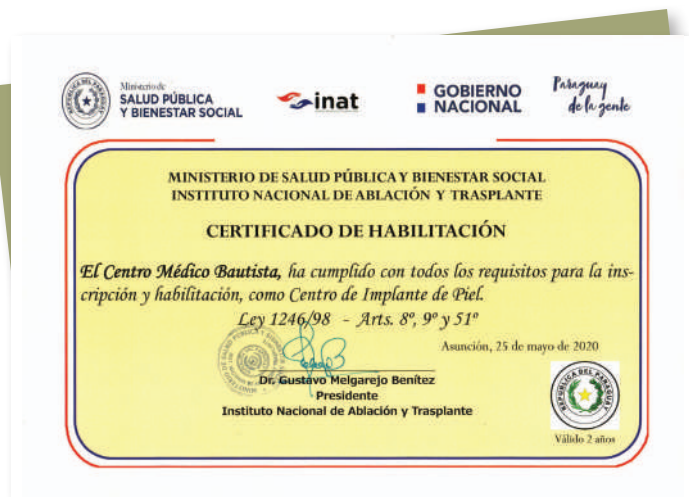 Ministerio de
SALUD PÚBLICA
Y BIENESTAR SOCIAL
inat
GOBIERNO
NACIONAL
Paraguay
de la gente
MINISTERIO DE SALUD PÚBLICA Y BIENESTAR SOCIAL
INSTITUTO NACIONAL DE ABLACIÓN Y TRASPLANTE
CERTIFICADO DE HABILITACIÓN
El Centro Médico Bautista, ha cumplido con todos los requisitos para la ins-
cripción y habilitación, como Centro de Implante de Piel.
Ley 1246/98 - Arts. 8º, 9º y 51º
Asunción, 25 de mayo de 2020
Dr. Gustavo Melgarejo Benítez
Presidente
Instituto Nacional de Ablación y Trasplante
REPUBLICA DEL PARAGUAY
Válido 2 años